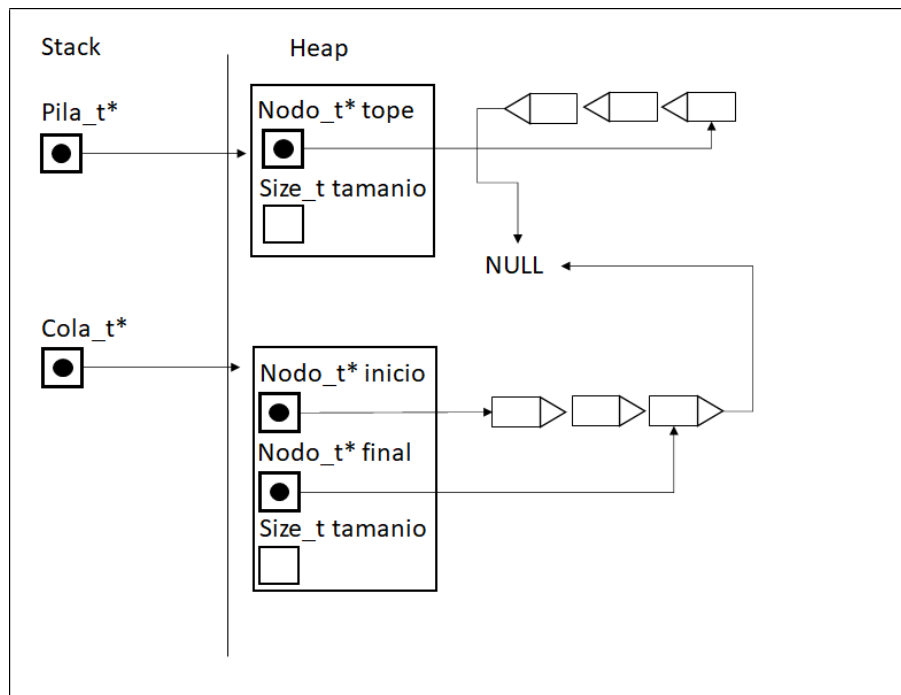 Stack
Heap
Pila_t*
Nodo_t* tope
Size_t tamanio
NULL
Cola_t*
Nodo_t* inicio
Nodo_t* final
Size_t tamanio